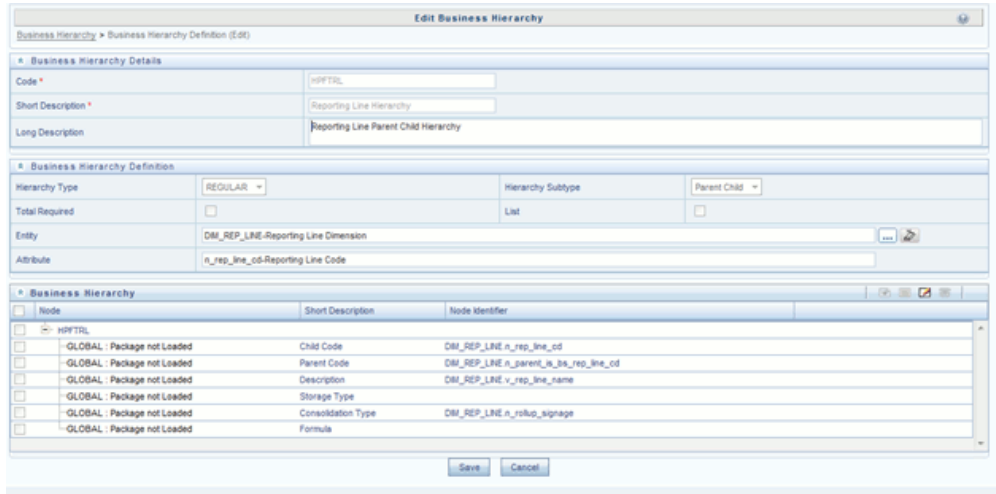 Edit Business Hierarchy
Business Hierarchy > Business Hierarchy Definition (Edit)
Business Hierarchy Details
Code * HPFTRL
Short Description * Reporting Line Hierarchy
Long Description Reporting Line Parent Child Hierarchy
Business Hierarchy Definition
Hierarchy Type REGULAR Hierarchy Subtype Parent Child
Total Required List
Entity DIM_REP_LINE-Reporting Line Dimension ...
Attribute n_rep_line_cd-Reporting Line Code
Business Hierarchy
Node Short Description Node Identifier
HPFTRL
GLOBAL : Package not Loaded Child Code DIM_REP_LINE.n_rep_line_cd
GLOBAL : Package not Loaded Parent Code DIM_REP_LINE.n_parent_is_bs_rep_line_cd
GLOBAL : Package not Loaded Description DIM_REP_LINE.v_rep_line_name
GLOBAL : Package not Loaded Storage Type
GLOBAL : Package not Loaded Consolidation Type DIM_REP_LINE.n_rollup_signage
GLOBAL : Package not Loaded Formula
Save Cancel